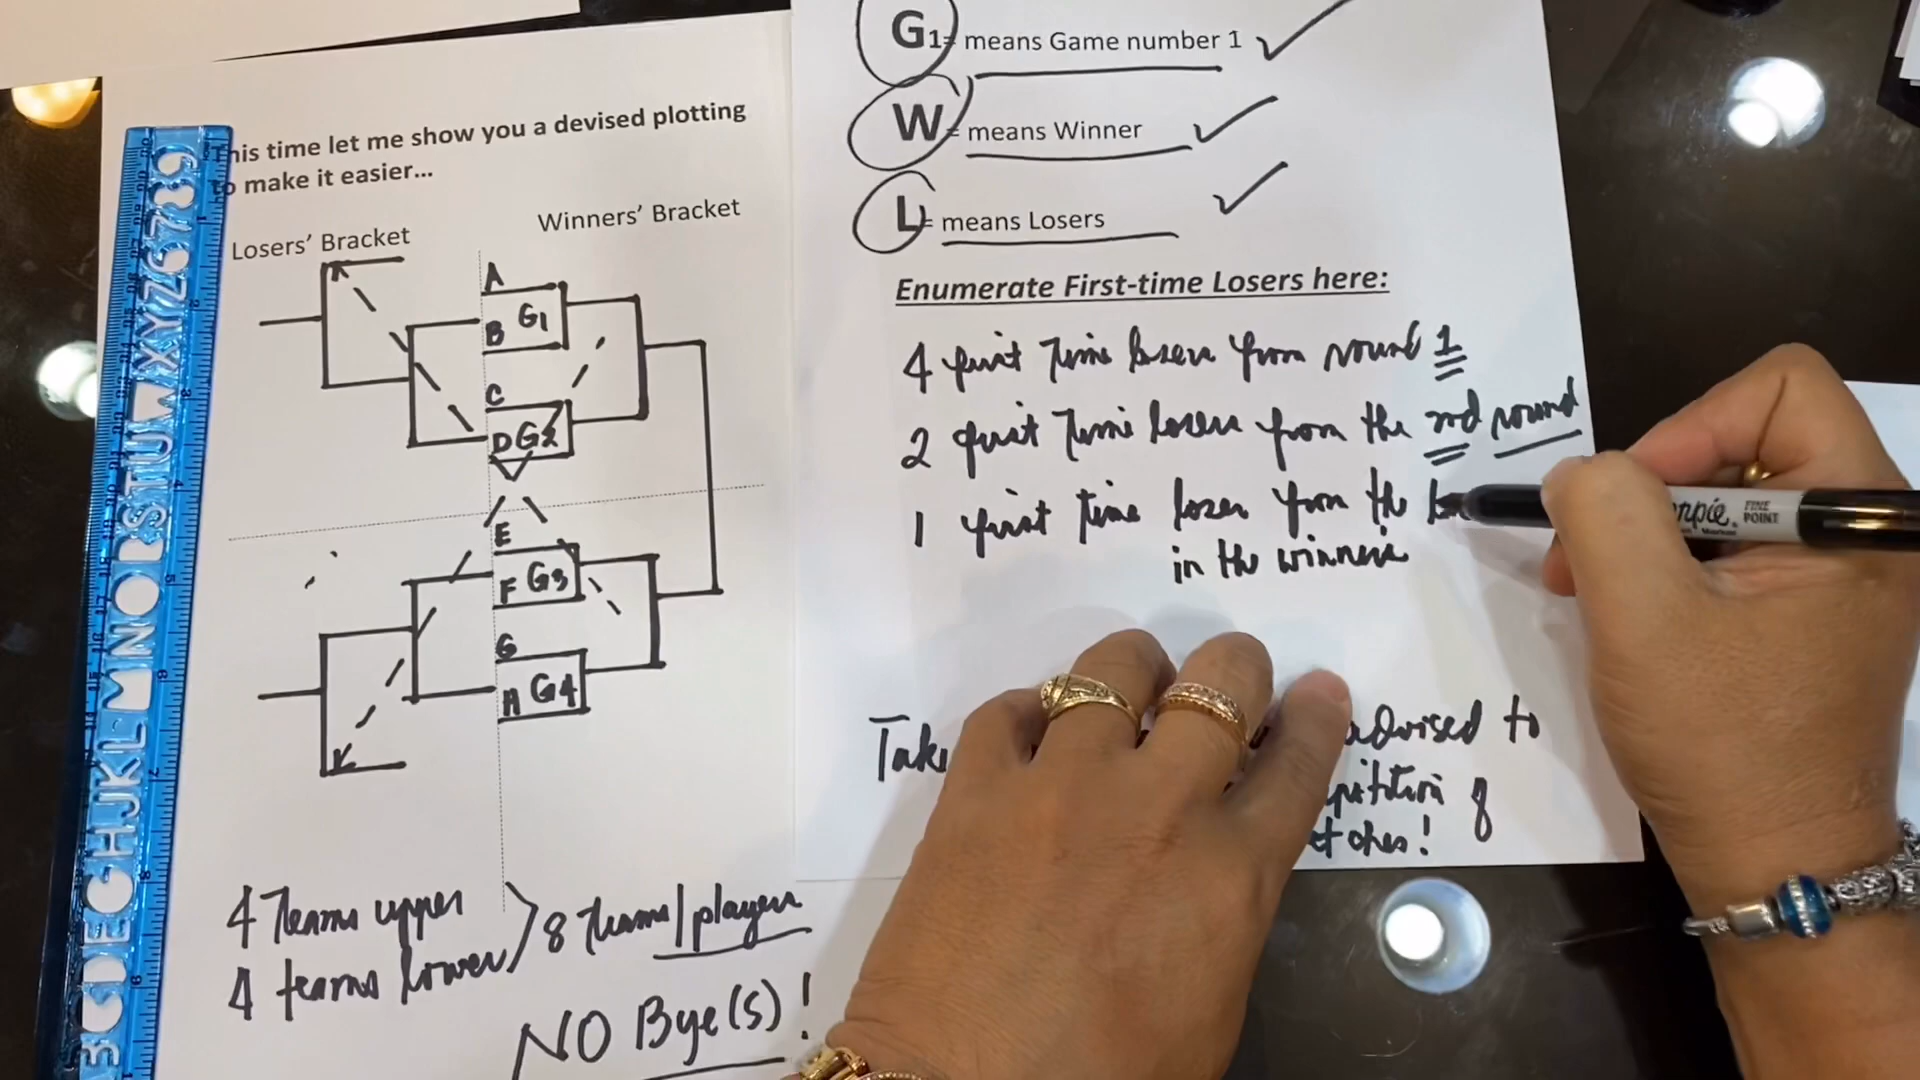 This time let me show you a devised plotting
to make it easier...
Losers' Bracket
Winners' Bracket
A
B G1
C
D G2
E
F G3
G
H G4
4 Teams upper
4 teams lower
8 teams/players
NO Bye(s)!
G1= means Game number 1
W= means Winner
L= means Losers
Enumerate First-time Losers here:
4 first time losers from round 1
2 first time losers from the 2nd round
1 first time loser from the
in the winners
Take
advised to
8